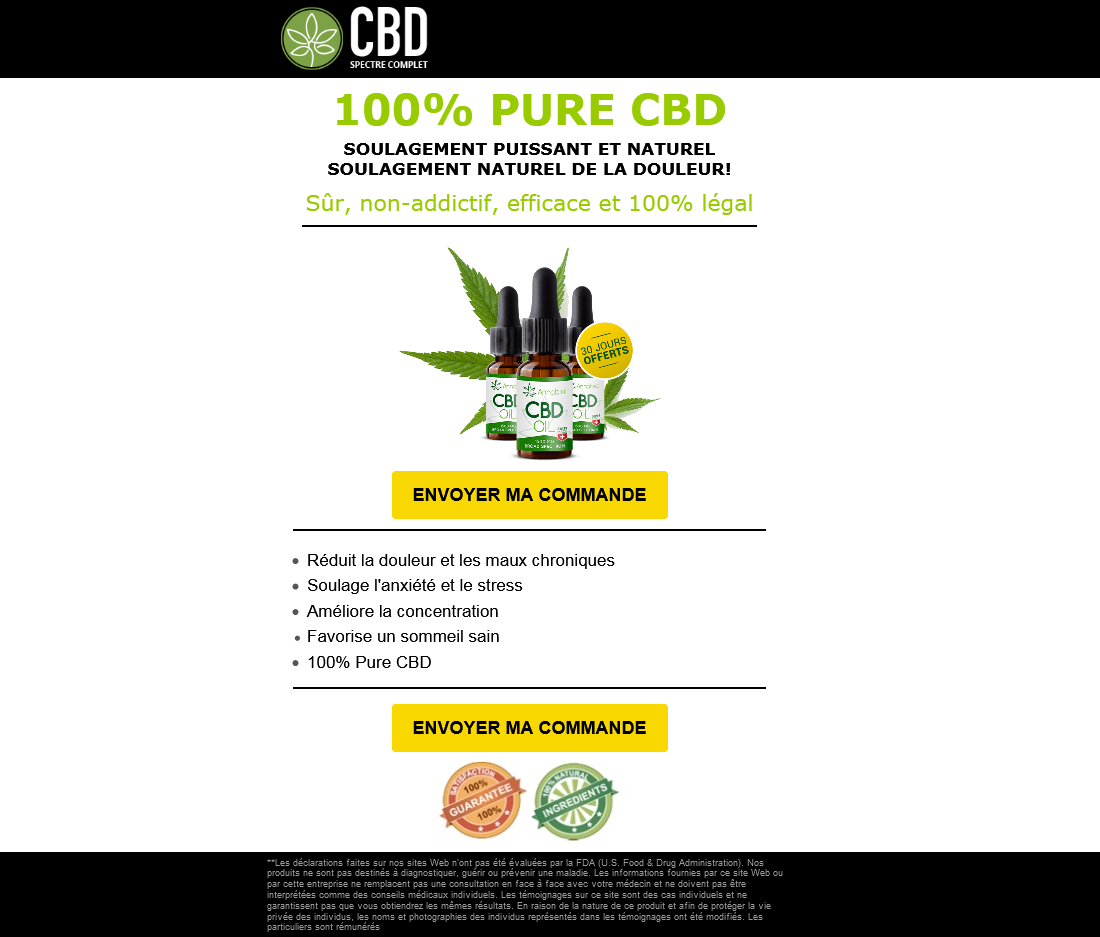 CBD
SPECTRE COMPLET
100% PURE CBD
SOULAGEMENT PUISSANT ET NATUREL
SOULAGEMENT NATUREL DE LA DOULEUR!
Sûr, non-addictif, efficace et 100% légal
30 JOURS
OFFERTS
CBD
OIL
CBD
OIL
BROAD SPECTRUM
CBD
OIL
ENVOYER MA COMMANDE
Réduit la douleur et les maux chroniques
Soulage l'anxiété et le stress
Améliore la concentration
Favorise un sommeil sain
100% Pure CBD
ENVOYER MA COMMANDE
SATISFACTION
100%
GUARANTEE
100%
100% NATURAL
INGREDIENTS
**Les déclarations faites sur nos sites Web n'ont pas été évaluées par la FDA (U.S. Food & Drug Administration). Nos
produits ne sont pas destinés à diagnostiquer, guérir ou prévenir une maladie. Les informations fournies par ce site Web ou
par cette entreprise ne remplacent pas une consultation en face à face avec votre médecin et ne doivent pas être
interprétées comme des conseils médicaux individuels. Les témoignages sur ce site sont des cas individuels et ne
garantissent pas que vous obtiendrez les mêmes résultats. En raison de la nature de ce produit et afin de protéger la vie
privée des individus, les noms et photographies des individus représentés dans les témoignages ont été modifiés. Les
particuliers sont rémunérés